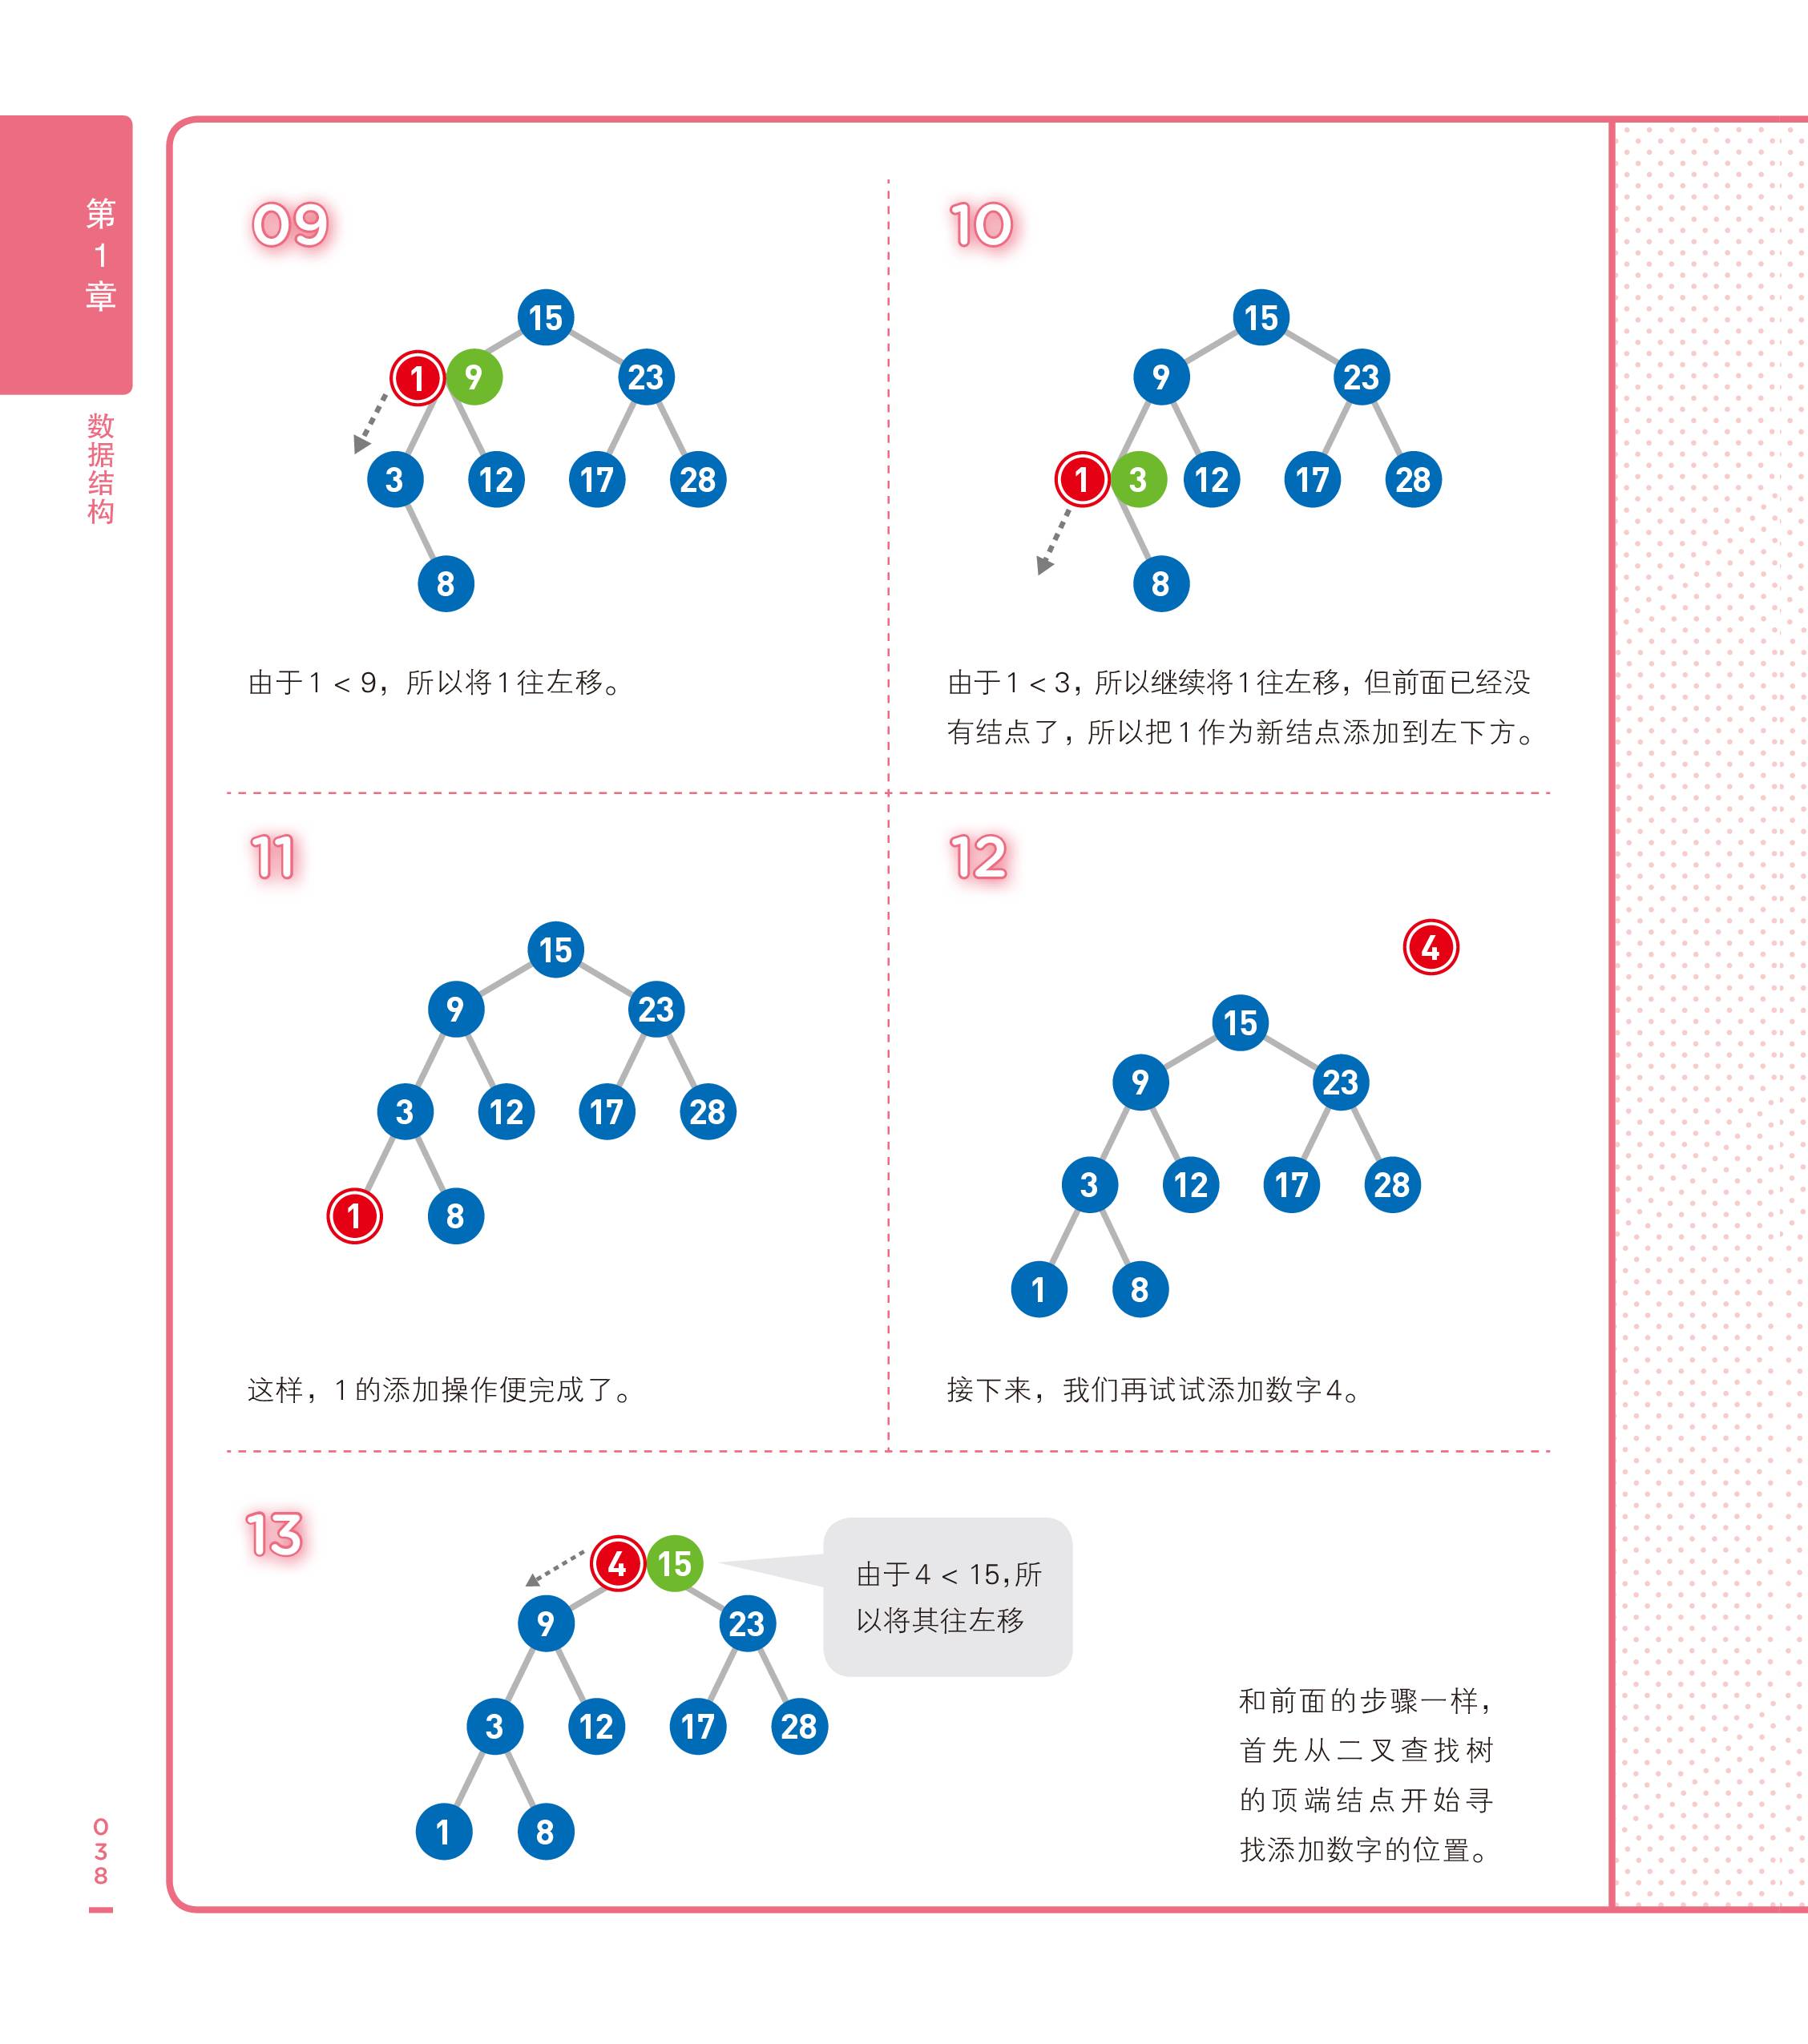 第1章
数据结构
09
15
1 9 23
3 12 17 28
8
由于1 < 9，所以将1往左移。
10
15
9 23
1 3 12 17 28
8
由于1 < 3，所以继续将1往左移，但前面已经没
有结点了，所以把1作为新结点添加到左下方。
11
15
9 23
3 12 17 28
1 8
这样，1的添加操作便完成了。
12
4
15
9 23
3 12 17 28
1 8
接下来，我们再试试添加数字4。
13
4 15
9 23
3 12 17 28
1 8
由于4 < 15,所
以将其往左移
和前面的步骤一样，
首先从二叉查找树
的顶端结点开始寻
找添加数字的位置。
038